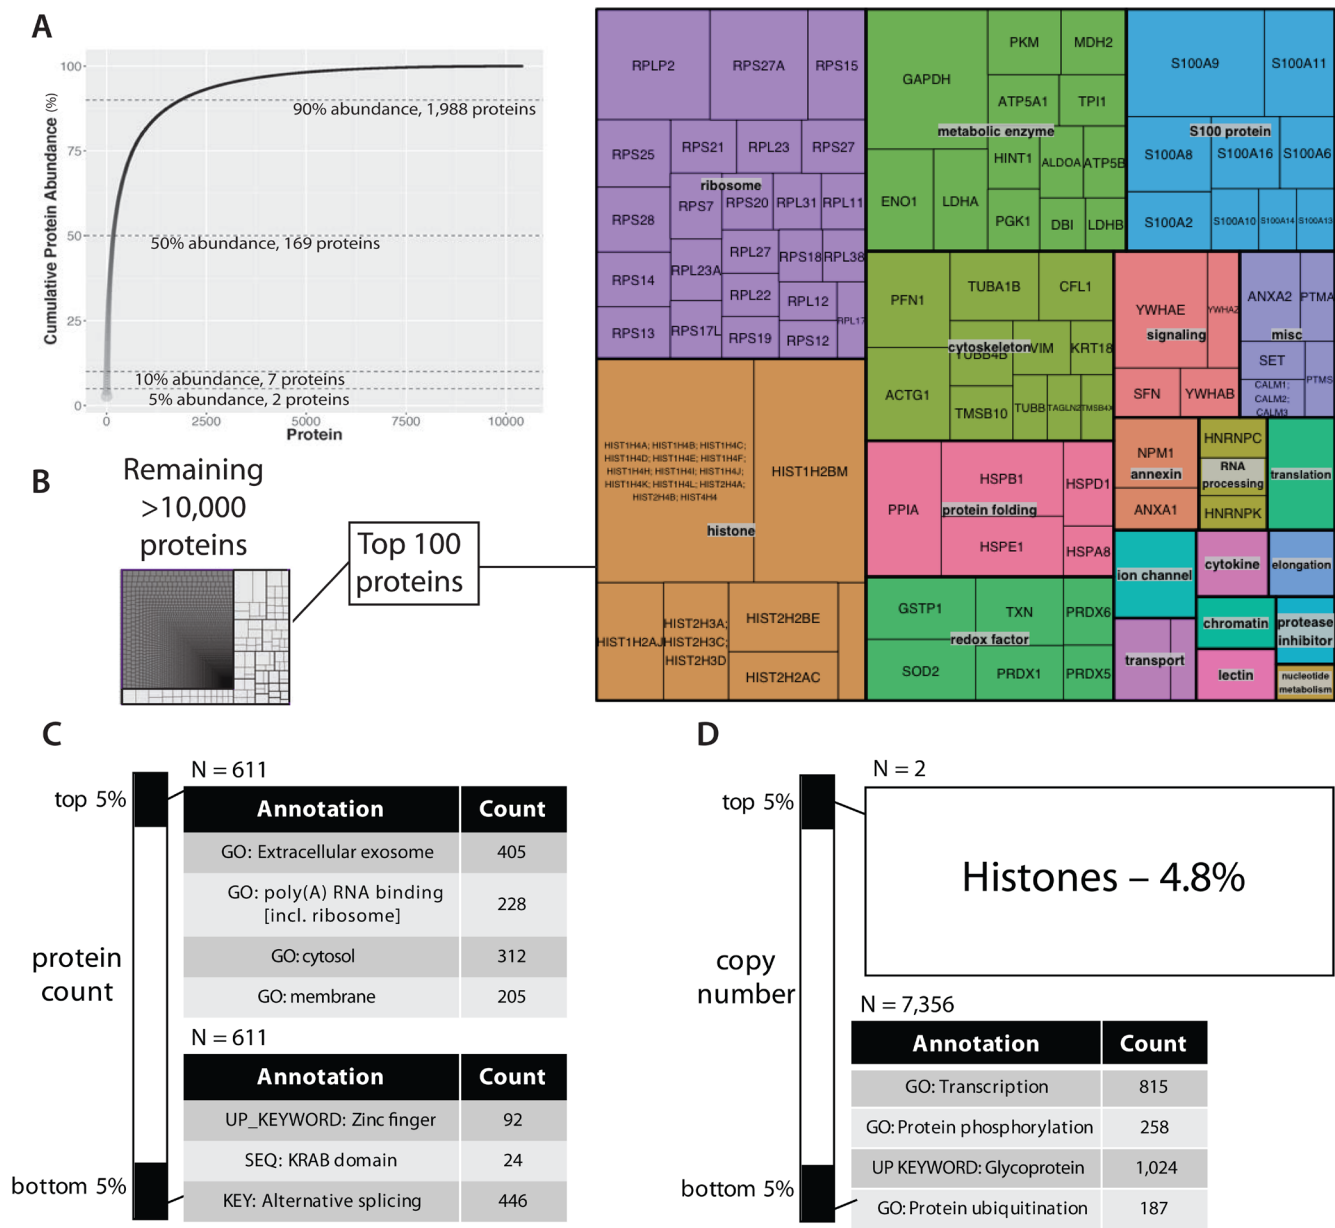 A
100
75
50
25
0
0
2500
5000
7500
10000
Cumulative Protein Abundance (%)
Protein
90% abundance, 1,988 proteins
50% abundance, 169 proteins
10% abundance, 7 proteins
5% abundance, 2 proteins
B
Remaining
>10,000
proteins
Top 100
proteins
RPLP2
RPS27A
RPS15
RPS25
RPS21
RPL23
RPS27
ribosome
RPS28
RPS7
RPS20
RPL31
RPL11
RPS14
RPL23A
RPL27
RPS18
RPL38
RPL22
RPL12
RPL17
RPS13
RPS17L
RPS19
RPS12
HIST1H4A; HIST1H4B; HIST1H4C;
HIST1H4D; HIST1H4E; HIST1H4F;
HIST1H4H; HIST1H4I; HIST1H4J;
HIST1H4K; HIST1H4L; HIST2H4A;
HIST2H4B; HIST4H4
HIST1H2BM
histone
HIST1H2AJ
HIST2H3A;
HIST2H3C;
HIST2H3D
HIST2H2BE
HIST2H2AC
GAPDH
PKM
MDH2
ATP5A1
TPI1
metabolic enzyme
ENO1
LDHA
HINT1
ALDOA
ATP5B
PGK1
DBI
LDHB
S100A9
S100A11
S100 protein
S100A8
S100A16
S100A6
S100A2
S100A10
S100A14
S100A13
PFN1
TUBA1B
CFL1
cytoskeleton
TUBB4B
VIM
KRT18
ACTG1
TMSB10
TUBB
TAGLN2
TMSB4X
YWHAE
YWHAZ
signaling
SFN
YWHAB
ANXA2
PTMA
misc
SET
CALM1;
CALM2;
CALM3
PTMS
PPIA
HSPB1
HSPD1
protein folding
HSPE1
HSPA8
NPM1
annexin
ANXA1
HNRNPC
RNA
processing
HNRNPK
translation
GSTP1
TXN
PRDX6
redox factor
SOD2
PRDX1
PRDX5
ion channel
cytokine
elongation
chromatin
protease
inhibitor
transport
lectin
nucleotide
metabolism
C
top 5%
protein
count
bottom 5%
N = 611
Annotation Count
GO: Extracellular exosome 405
GO: poly(A) RNA binding
[incl. ribosome] 228
GO: cytosol 312
GO: membrane 205
N = 611
Annotation Count
UP_KEYWORD: Zinc finger 92
SEQ: KRAB domain 24
KEY: Alternative splicing 446
D
top 5%
copy
number
bottom 5%
N = 2
Histones – 4.8%
N = 7,356
Annotation Count
GO: Transcription 815
GO: Protein phosphorylation 258
UP KEYWORD: Glycoprotein 1,024
GO: Protein ubiquitination 187